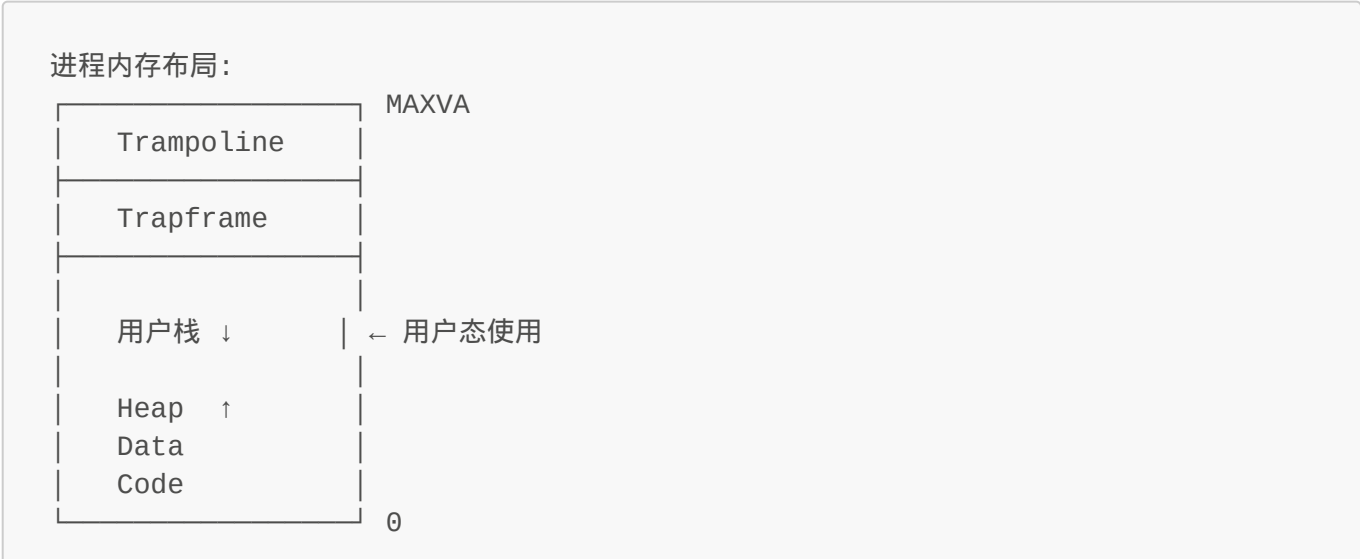 进程内存布局:
┌──────────────────┐ MAXVA
│   Trampoline     │
├──────────────────┤
│   Trapframe      │
├──────────────────┤
│                  │
│   用户栈 ↓       │ ← 用户态使用
│                  │
│   Heap  ↑        │
│   Data           │
│   Code           │
└──────────────────┘ 0